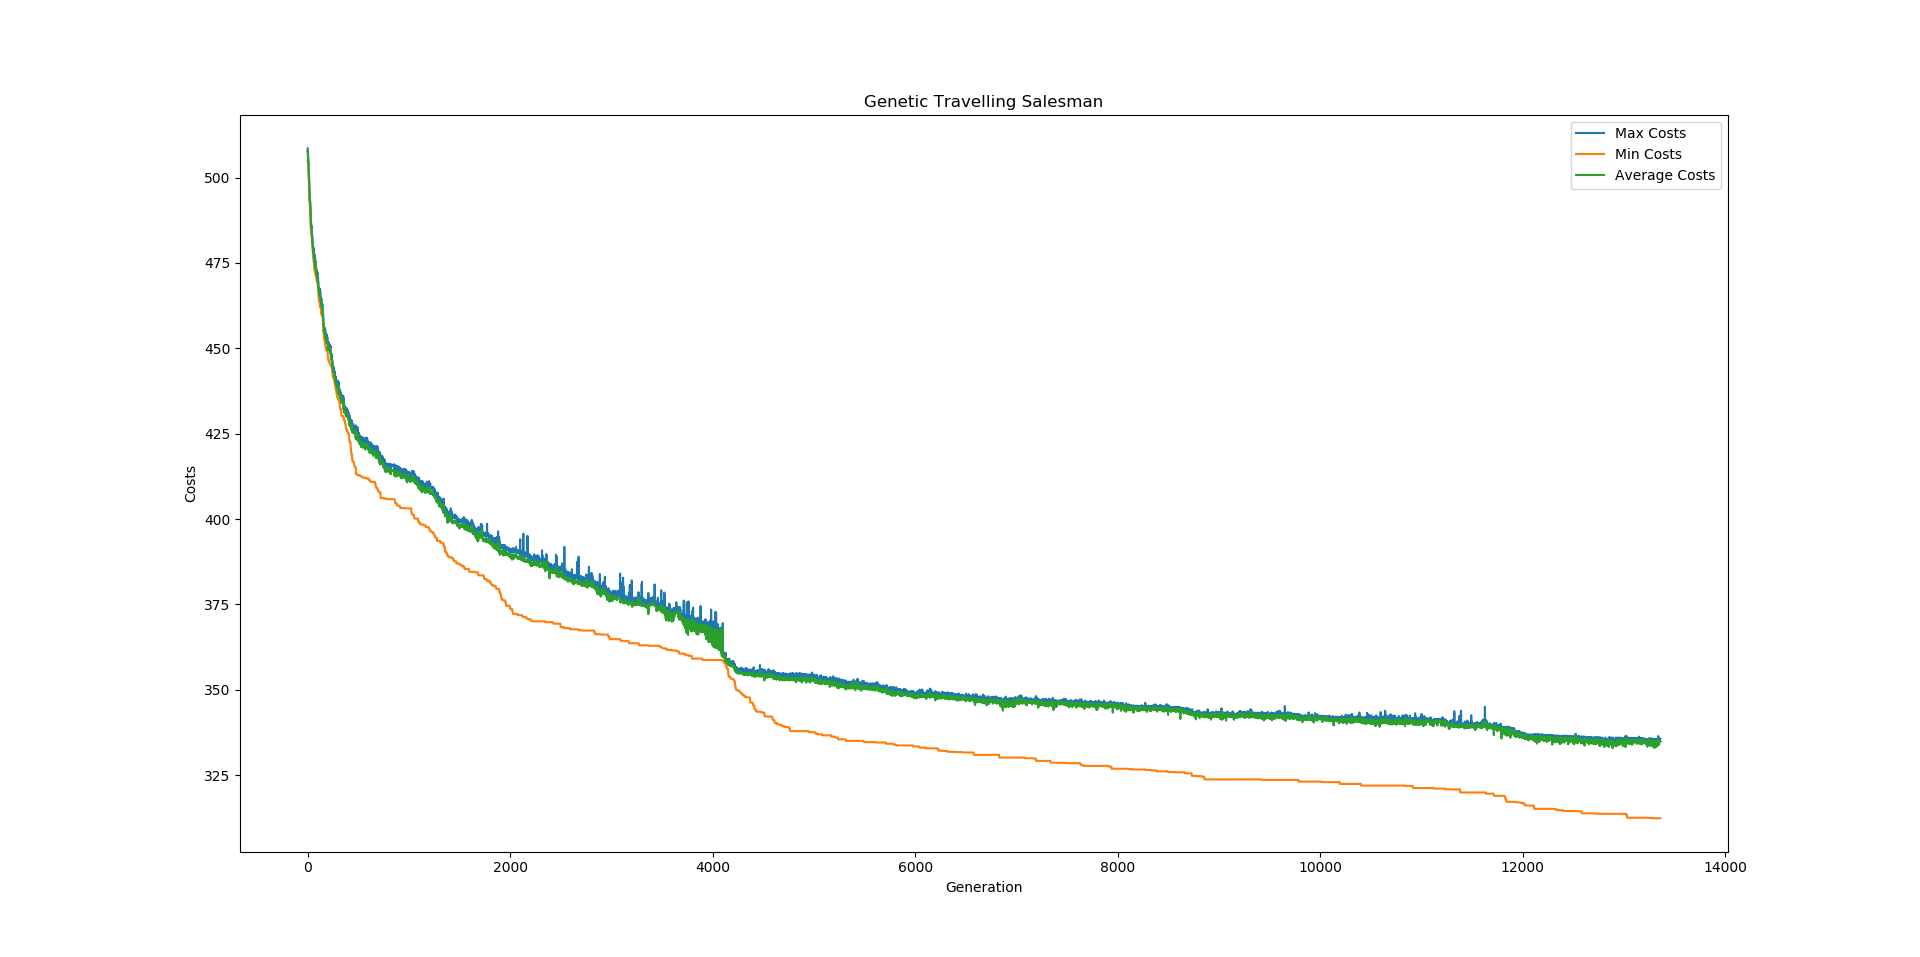 Genetic Travelling Salesman
Max Costs
Min Costs
Average Costs
500
475
450
425
400
375
350
325
Costs
0 2000 4000 6000 8000 10000 12000 14000
Generation